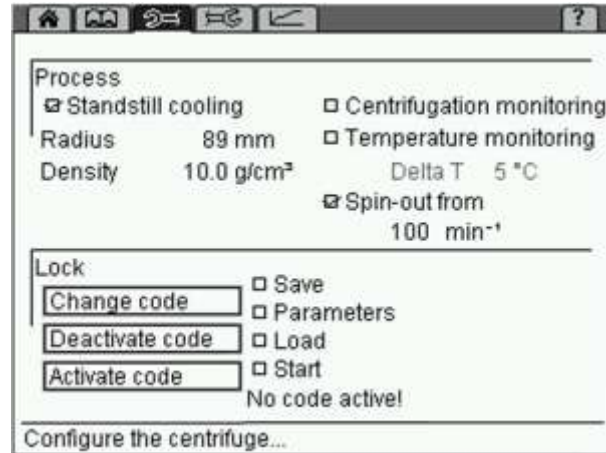 ?
Process
Standstill cooling
Centrifugation monitoring
Radius 89 mm
Temperature monitoring
Density 10.0 g/cm³
Delta T 5 °C
Spin-out from
100 min⁻¹
Lock
Change code
Deactivate code
Activate code
Save
Parameters
Load
Start
No code active!
Configure the centrifuge...